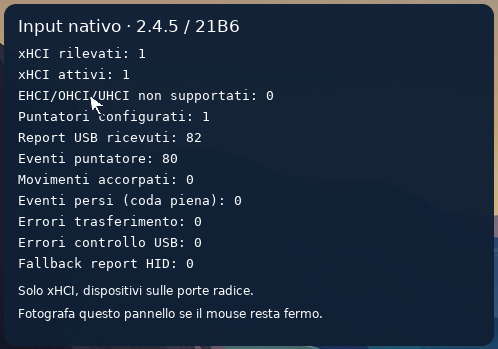 Input nativo · 2.4.5 / 21B6
xHCI rilevati: 1
xHCI attivi: 1
EHCI/OHCI/UHCI non supportati: 0
Puntatori configurati: 1
Report USB ricevuti: 82
Eventi puntatore: 80
Movimenti accorpati: 0
Eventi persi (coda piena): 0
Errori trasferimento: 0
Errori controllo USB: 0
Fallback report HID: 0
Solo xHCI, dispositivi sulle porte radice.
Fotografa questo pannello se il mouse resta fermo.